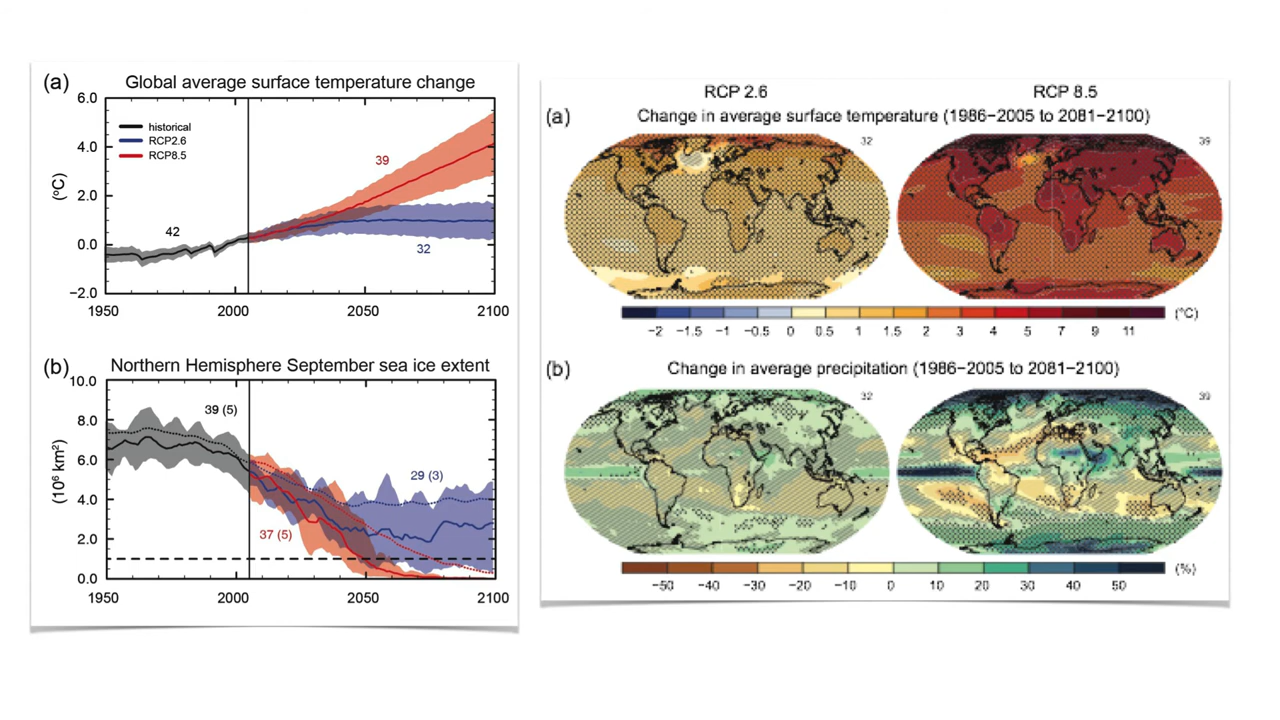 (a) Global average surface temperature change
6.0
4.0
2.0
0.0
−2.0
(°C)
historical
RCP2.6
RCP8.5
42
39
32
1950 2000 2050 2100
(b) Northern Hemisphere September sea ice extent
10.0
8.0
6.0
4.0
2.0
0.0
(10⁶ km²)
39 (5)
29 (3)
37 (5)
1950 2000 2050 2100
RCP 2.6 RCP 8.5
(a) Change in average surface temperature (1986−2005 to 2081−2100)
32 39
−2 −1.5 −1 −0.5 0 0.5 1 1.5 2 3 4 5 7 9 11 (°C)
(b) Change in average precipitation (1986−2005 to 2081−2100)
32 39
−50 −40 −30 −20 −10 0 10 20 30 40 50 (%)